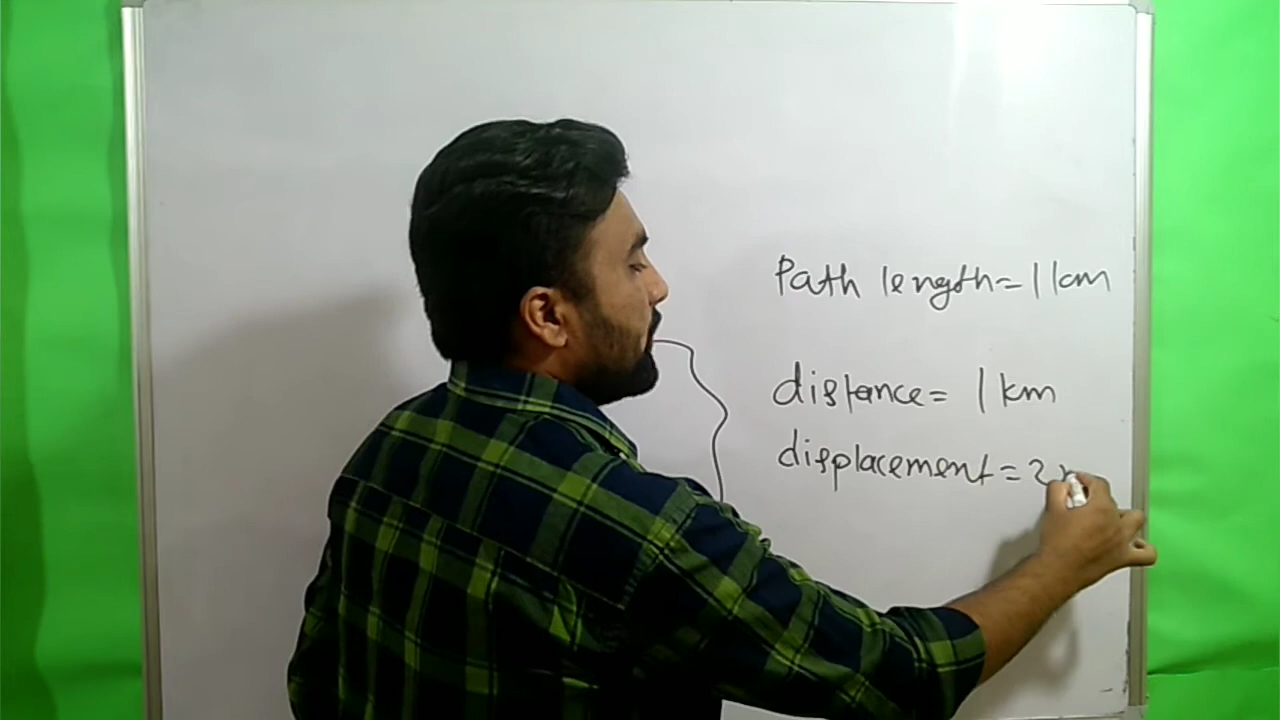 Path length = 1 km
distance = 1 km
displacement = 2